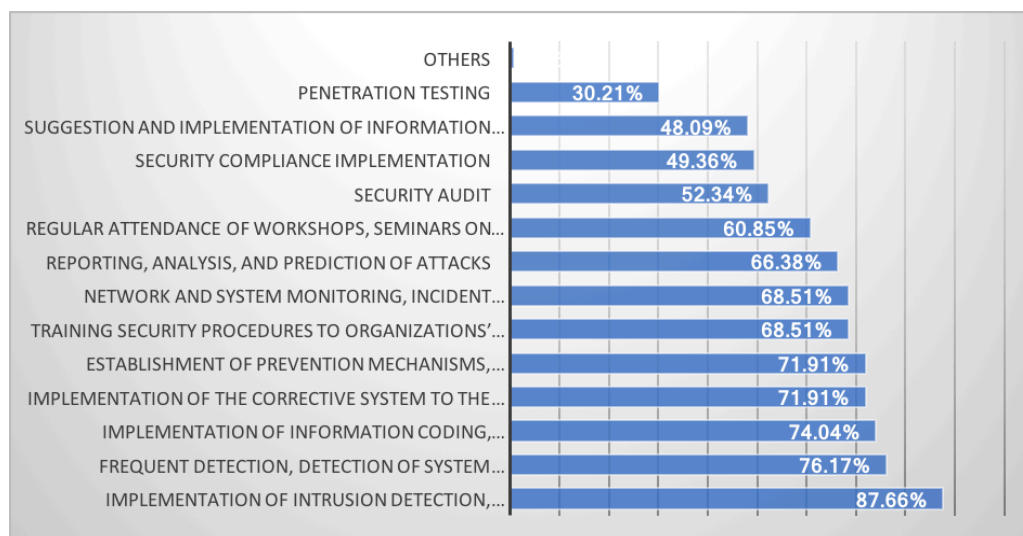 OTHERS
PENETRATION TESTING 30.21%
SUGGESTION AND IMPLEMENTATION OF INFORMATION... 48.09%
SECURITY COMPLIANCE IMPLEMENTATION 49.36%
SECURITY AUDIT 52.34%
REGULAR ATTENDANCE OF WORKSHOPS, SEMINARS ON... 60.85%
REPORTING, ANALYSIS, AND PREDICTION OF ATTACKS 66.38%
NETWORK AND SYSTEM MONITORING, INCIDENT... 68.51%
TRAINING SECURITY PROCEDURES TO ORGANIZATIONS’... 68.51%
ESTABLISHMENT OF PREVENTION MECHANISMS,... 71.91%
IMPLEMENTATION OF THE CORRECTIVE SYSTEM TO THE... 71.91%
IMPLEMENTATION OF INFORMATION CODING,... 74.04%
FREQUENT DETECTION, DETECTION OF SYSTEM... 76.17%
IMPLEMENTATION OF INTRUSION DETECTION,... 87.66%